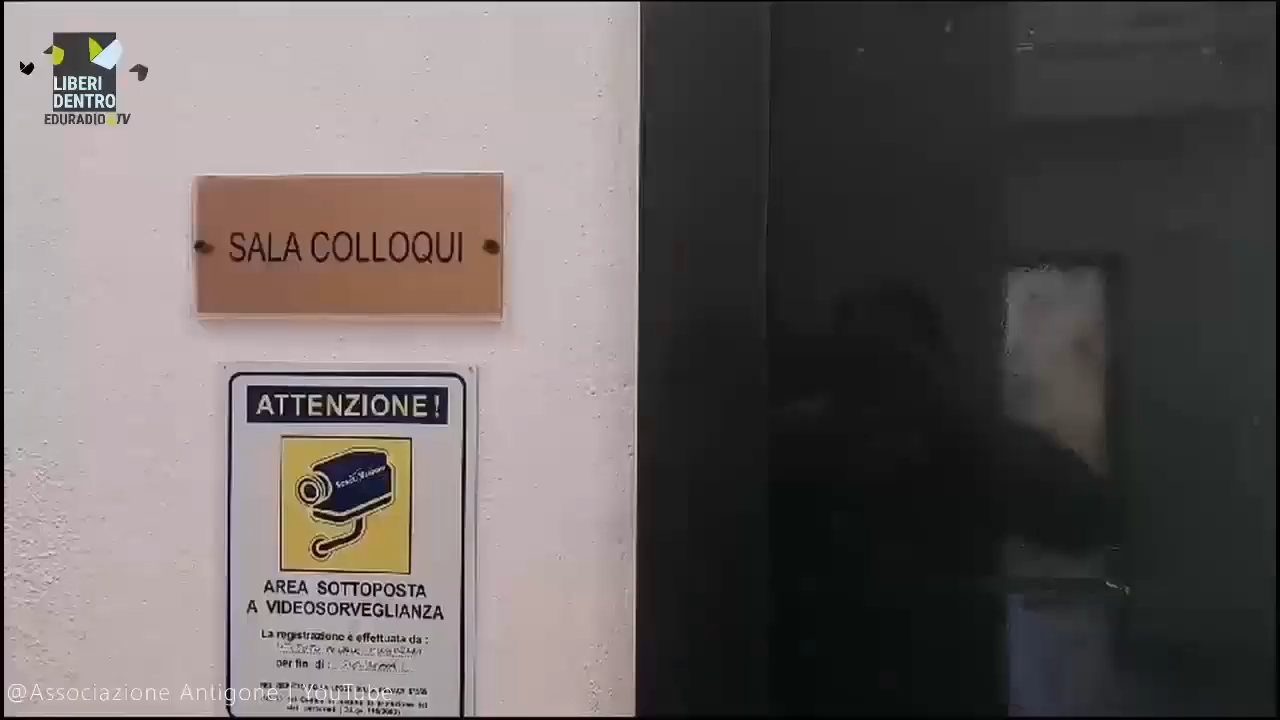 LIBERI
DENTRO
EDURADIO TV
SALA COLLOQUI
ATTENZIONE!
AREA SOTTOPOSTA
A VIDEOSORVEGLIANZA
La registrazione è effettuata da :
per fini di :
@Associazione Antigone | YouTube